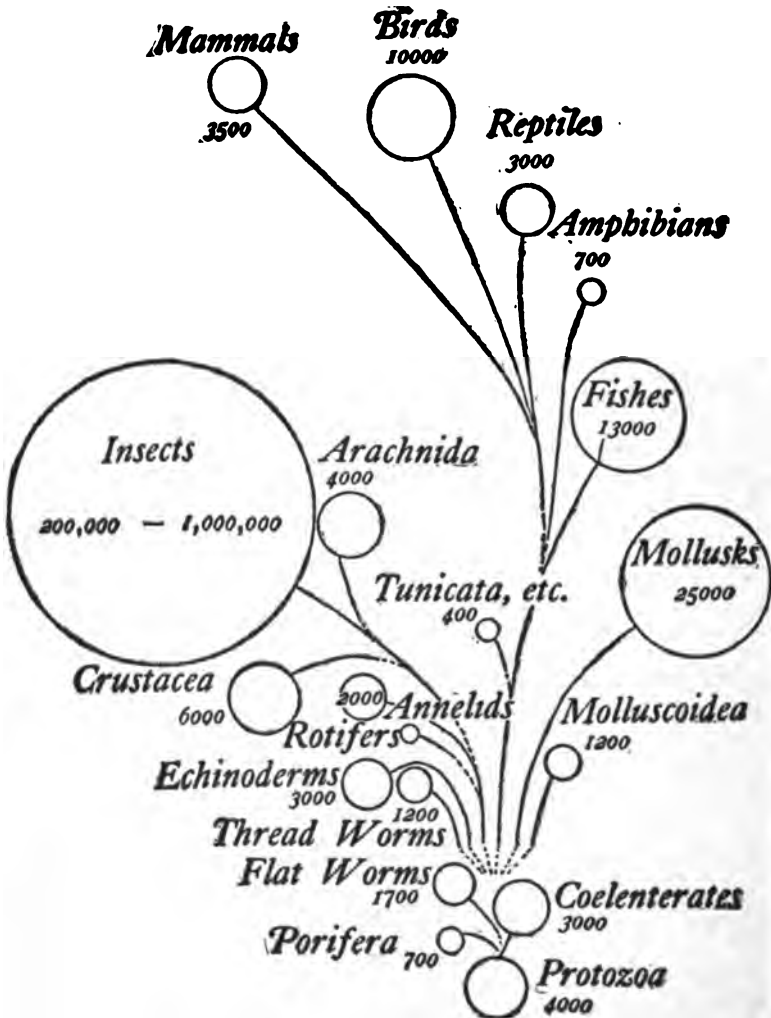 Mammals
3500
Birds
10000
Reptiles
3000
Amphibians
700
Fishes
13000
Insects
200,000 — 1,000,000
Arachnida
4000
Mollusks
25000
Tunicata, etc.
400
Crustacea
6000
2000 Annelids
Rotifers
Molluscoidea
1200
Echinoderms
3000
1200
Thread Worms
Flat Worms
1700
Coelenterates
3000
Porifera 700
Protozoa
4000